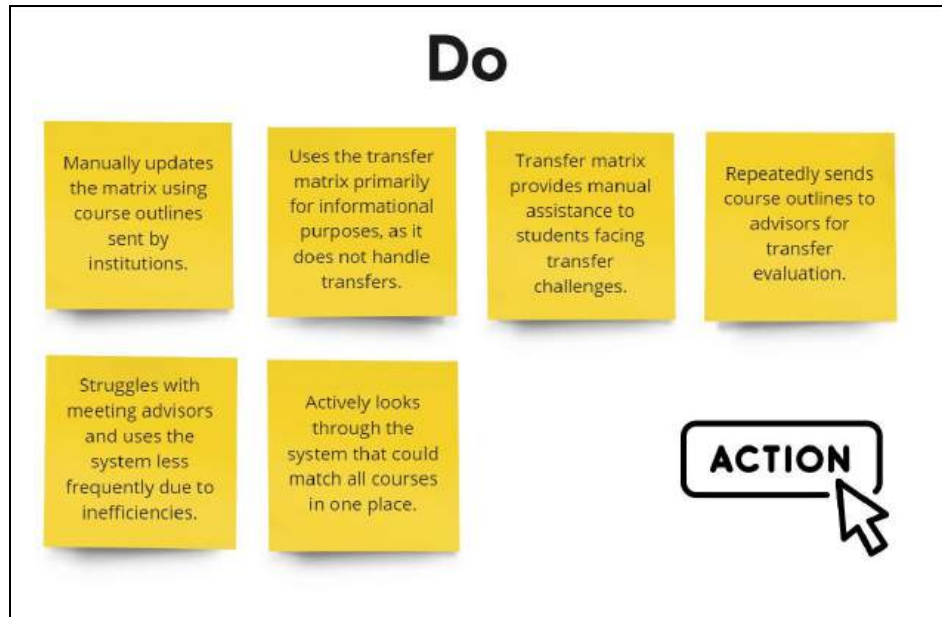 Do
Manually updates
the matrix using
course outlines
sent by
institutions.
Uses the transfer
matrix primarily
for informational
purposes, as it
does not handle
transfers.
Transfer matrix
provides manual
assistance to
students facing
transfer
challenges.
Repeatedly sends
course outlines to
advisors for
transfer
evaluation.
Struggles with
meeting advisors
and uses the
system less
frequently due to
inefficiencies.
Actively looks
through the
system that could
match all courses
in one place.
ACTION